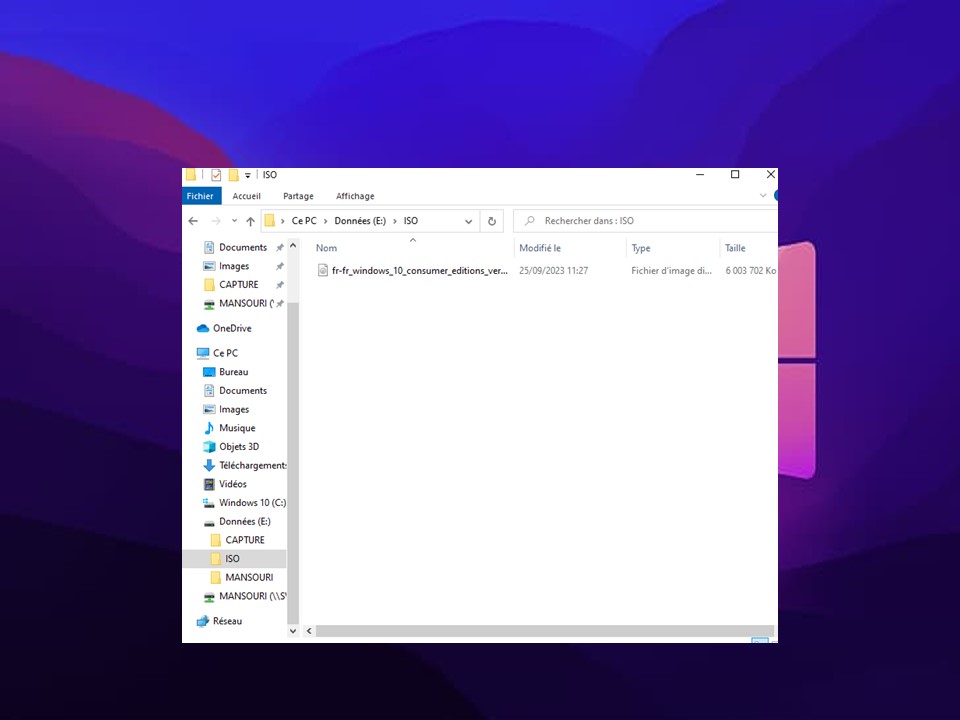 ISO
Fichier Accueil Partage Affichage
Ce PC > Données (E:) > ISO
Rechercher dans : ISO
Nom Modifié le Type Taille
fr-fr_windows_10_consumer_editions_ver... 25/09/2023 11:27 Fichier d'image di... 6 003 702 Ko
Documents
Images
CAPTURE
MANSOURI (
OneDrive
Ce PC
Bureau
Documents
Images
Musique
Objets 3D
Téléchargements
Vidéos
Windows 10 (C:)
Données (E:)
CAPTURE
ISO
MANSOURI
MANSOURI (\\S
Réseau